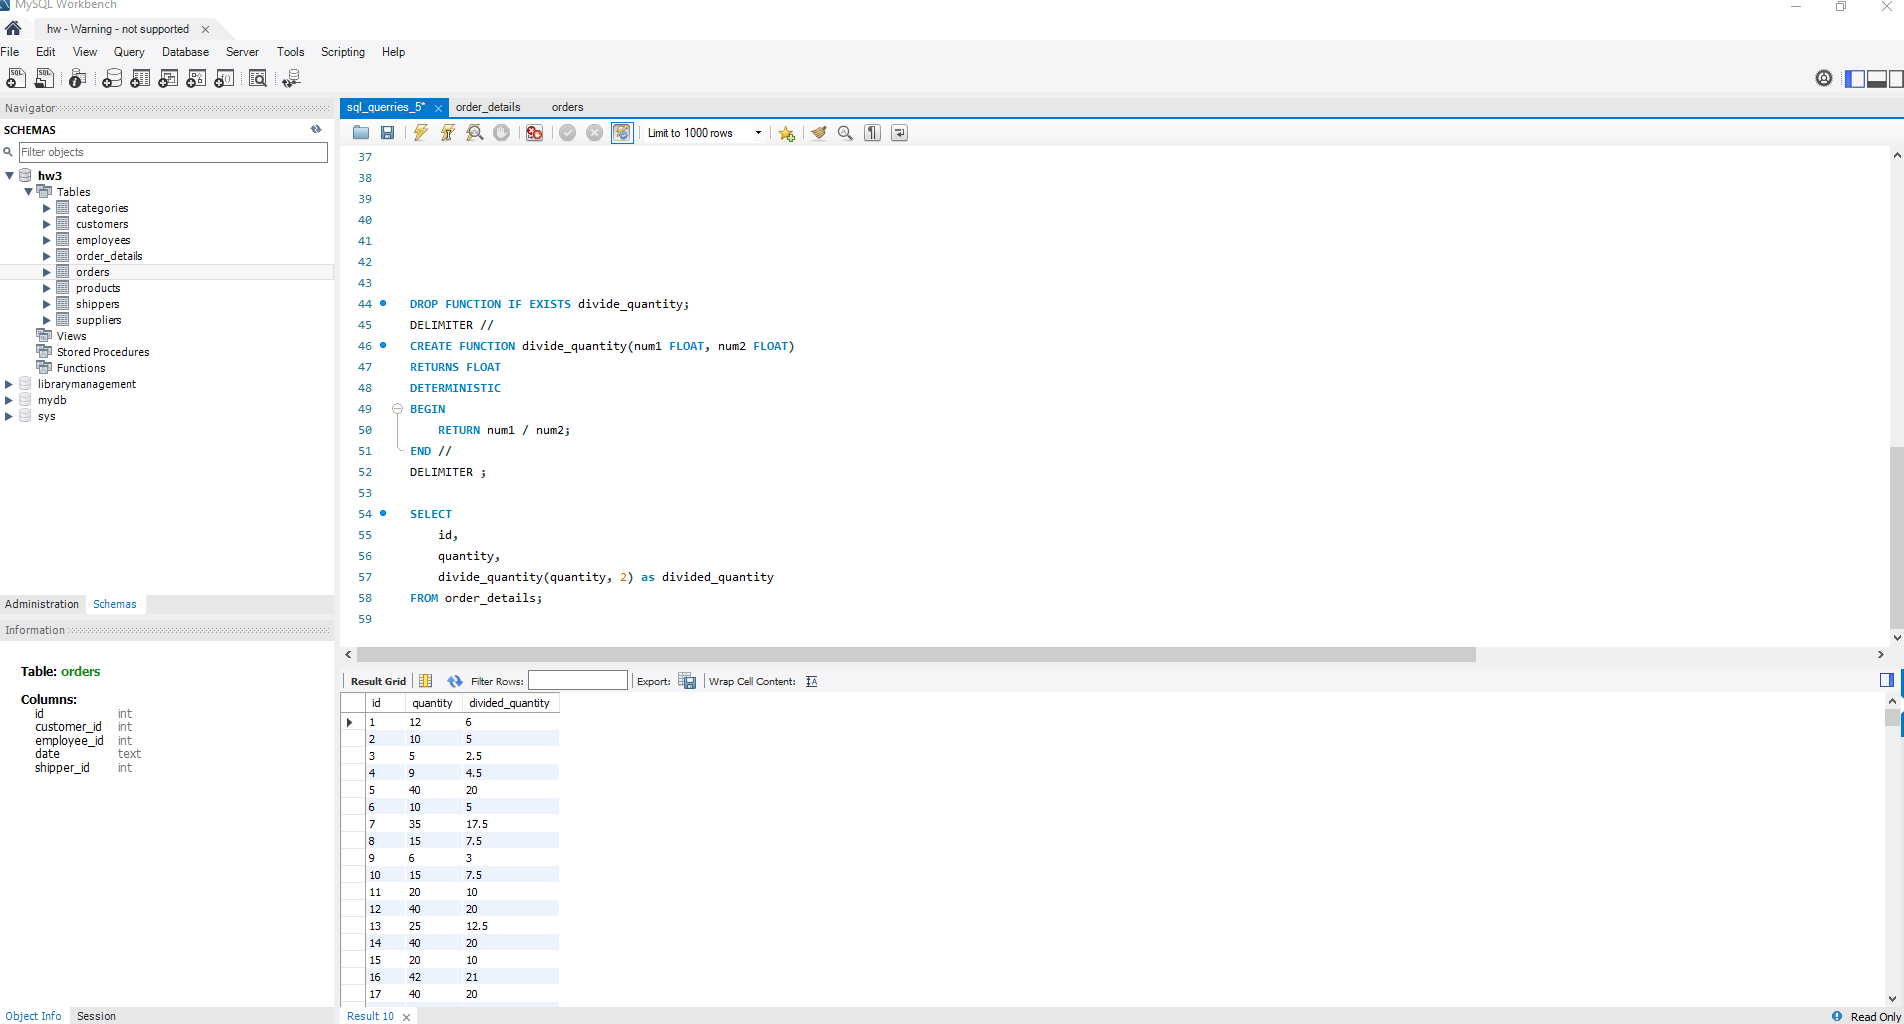 MySQL Workbench
hw - Warning - not supported
File Edit View Query Database Server Tools Scripting Help
Navigator
SCHEMAS
Filter objects
hw3
Tables
categories
customers
employees
order_details
orders
products
shippers
suppliers
Views
Stored Procedures
Functions
librarymanagement
mydb
sys
Administration Schemas
Information
Table: orders
Columns:
id int
customer_id int
employee_id int
date text
shipper_id int
Object Info Session
sql_querries_5* order_details orders
Limit to 1000 rows
37
38
39
40
41
42
43
44 DROP FUNCTION IF EXISTS divide_quantity;
45 DELIMITER //
46 CREATE FUNCTION divide_quantity(num1 FLOAT, num2 FLOAT)
47 RETURNS FLOAT
48 DETERMINISTIC
49 BEGIN
50 RETURN num1 / num2;
51 END //
52 DELIMITER ;
53
54 SELECT
55 id,
56 quantity,
57 divide_quantity(quantity, 2) as divided_quantity
58 FROM order_details;
59
Result Grid Filter Rows: Export: Wrap Cell Content:
id quantity divided_quantity
1 12 6
2 10 5
3 5 2.5
4 9 4.5
5 40 20
6 10 5
7 35 17.5
8 15 7.5
9 6 3
10 15 7.5
11 20 10
12 40 20
13 25 12.5
14 40 20
15 20 10
16 42 21
17 40 20
Result 10
Read Only